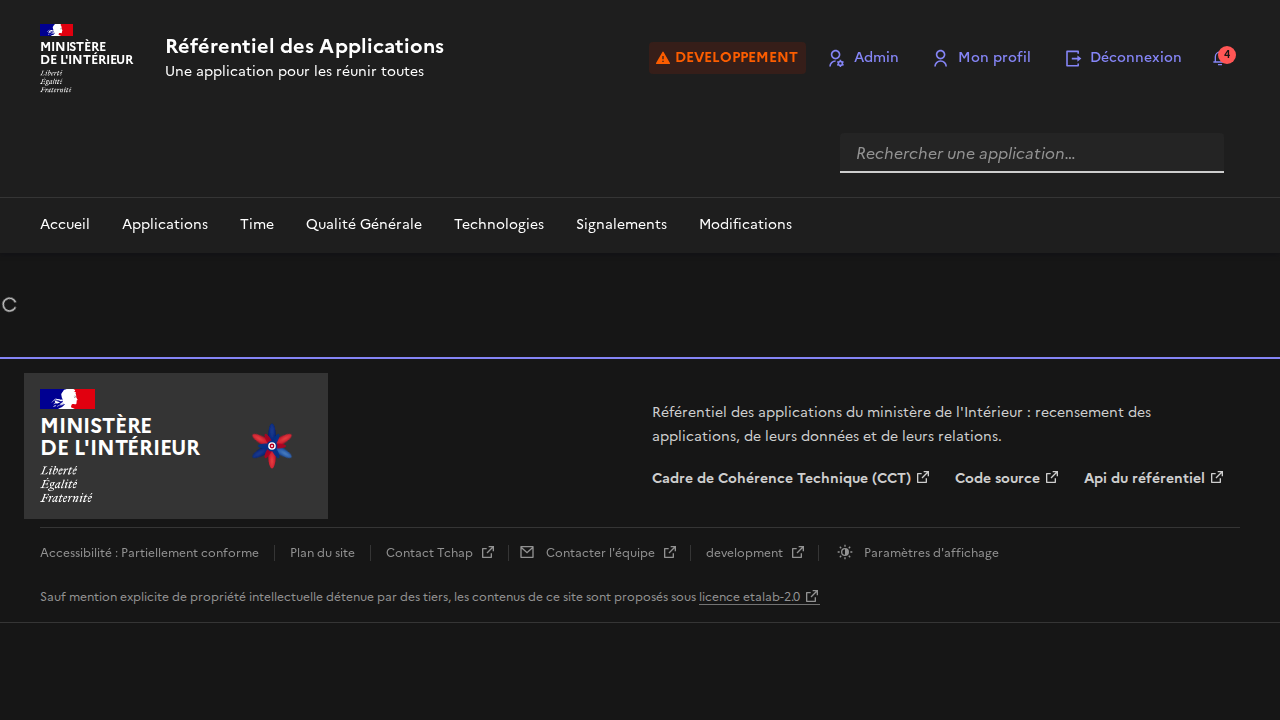 MINISTÈRE
DE L'INTÉRIEUR
Liberté
Égalité
Fraternité
Référentiel des Applications
Une application pour les réunir toutes
DEVELOPPEMENT
Admin
Mon profil
Déconnexion
4
Rechercher une application…
Accueil
Applications
Time
Qualité Générale
Technologies
Signalements
Modifications
MINISTÈRE
DE L'INTÉRIEUR
Liberté
Égalité
Fraternité
Référentiel des applications du ministère de l'Intérieur : recensement des
applications, de leurs données et de leurs relations.
Cadre de Cohérence Technique (CCT)
Code source
Api du référentiel
Accessibilité : Partiellement conforme
Plan du site
Contact Tchap
Contacter l'équipe
development
Paramètres d'affichage
Sauf mention explicite de propriété intellectuelle détenue par des tiers, les contenus de ce site sont proposés sous licence etalab-2.0